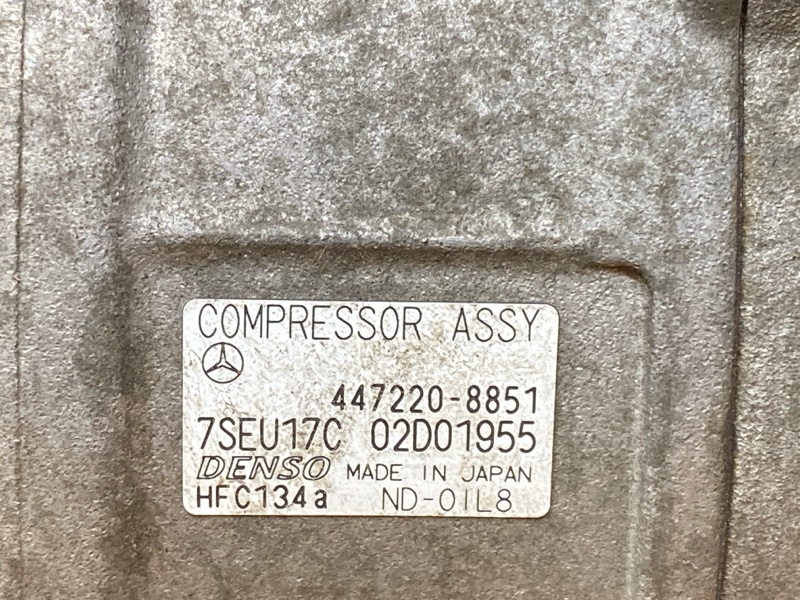 COMPRESSOR ASSY
447220-8851
7SEU17C 02D01955
DENSO MADE IN JAPAN
HFC134a ND-OIL8